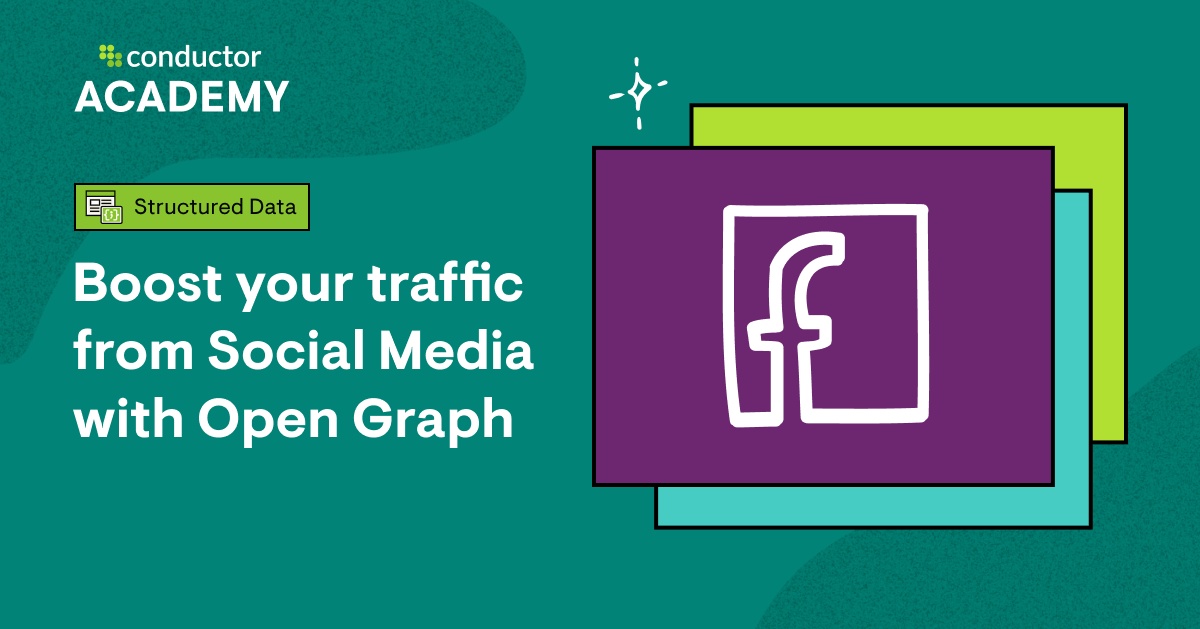 conductor
ACADEMY
Structured Data
Boost your traffic
from Social Media
with Open Graph